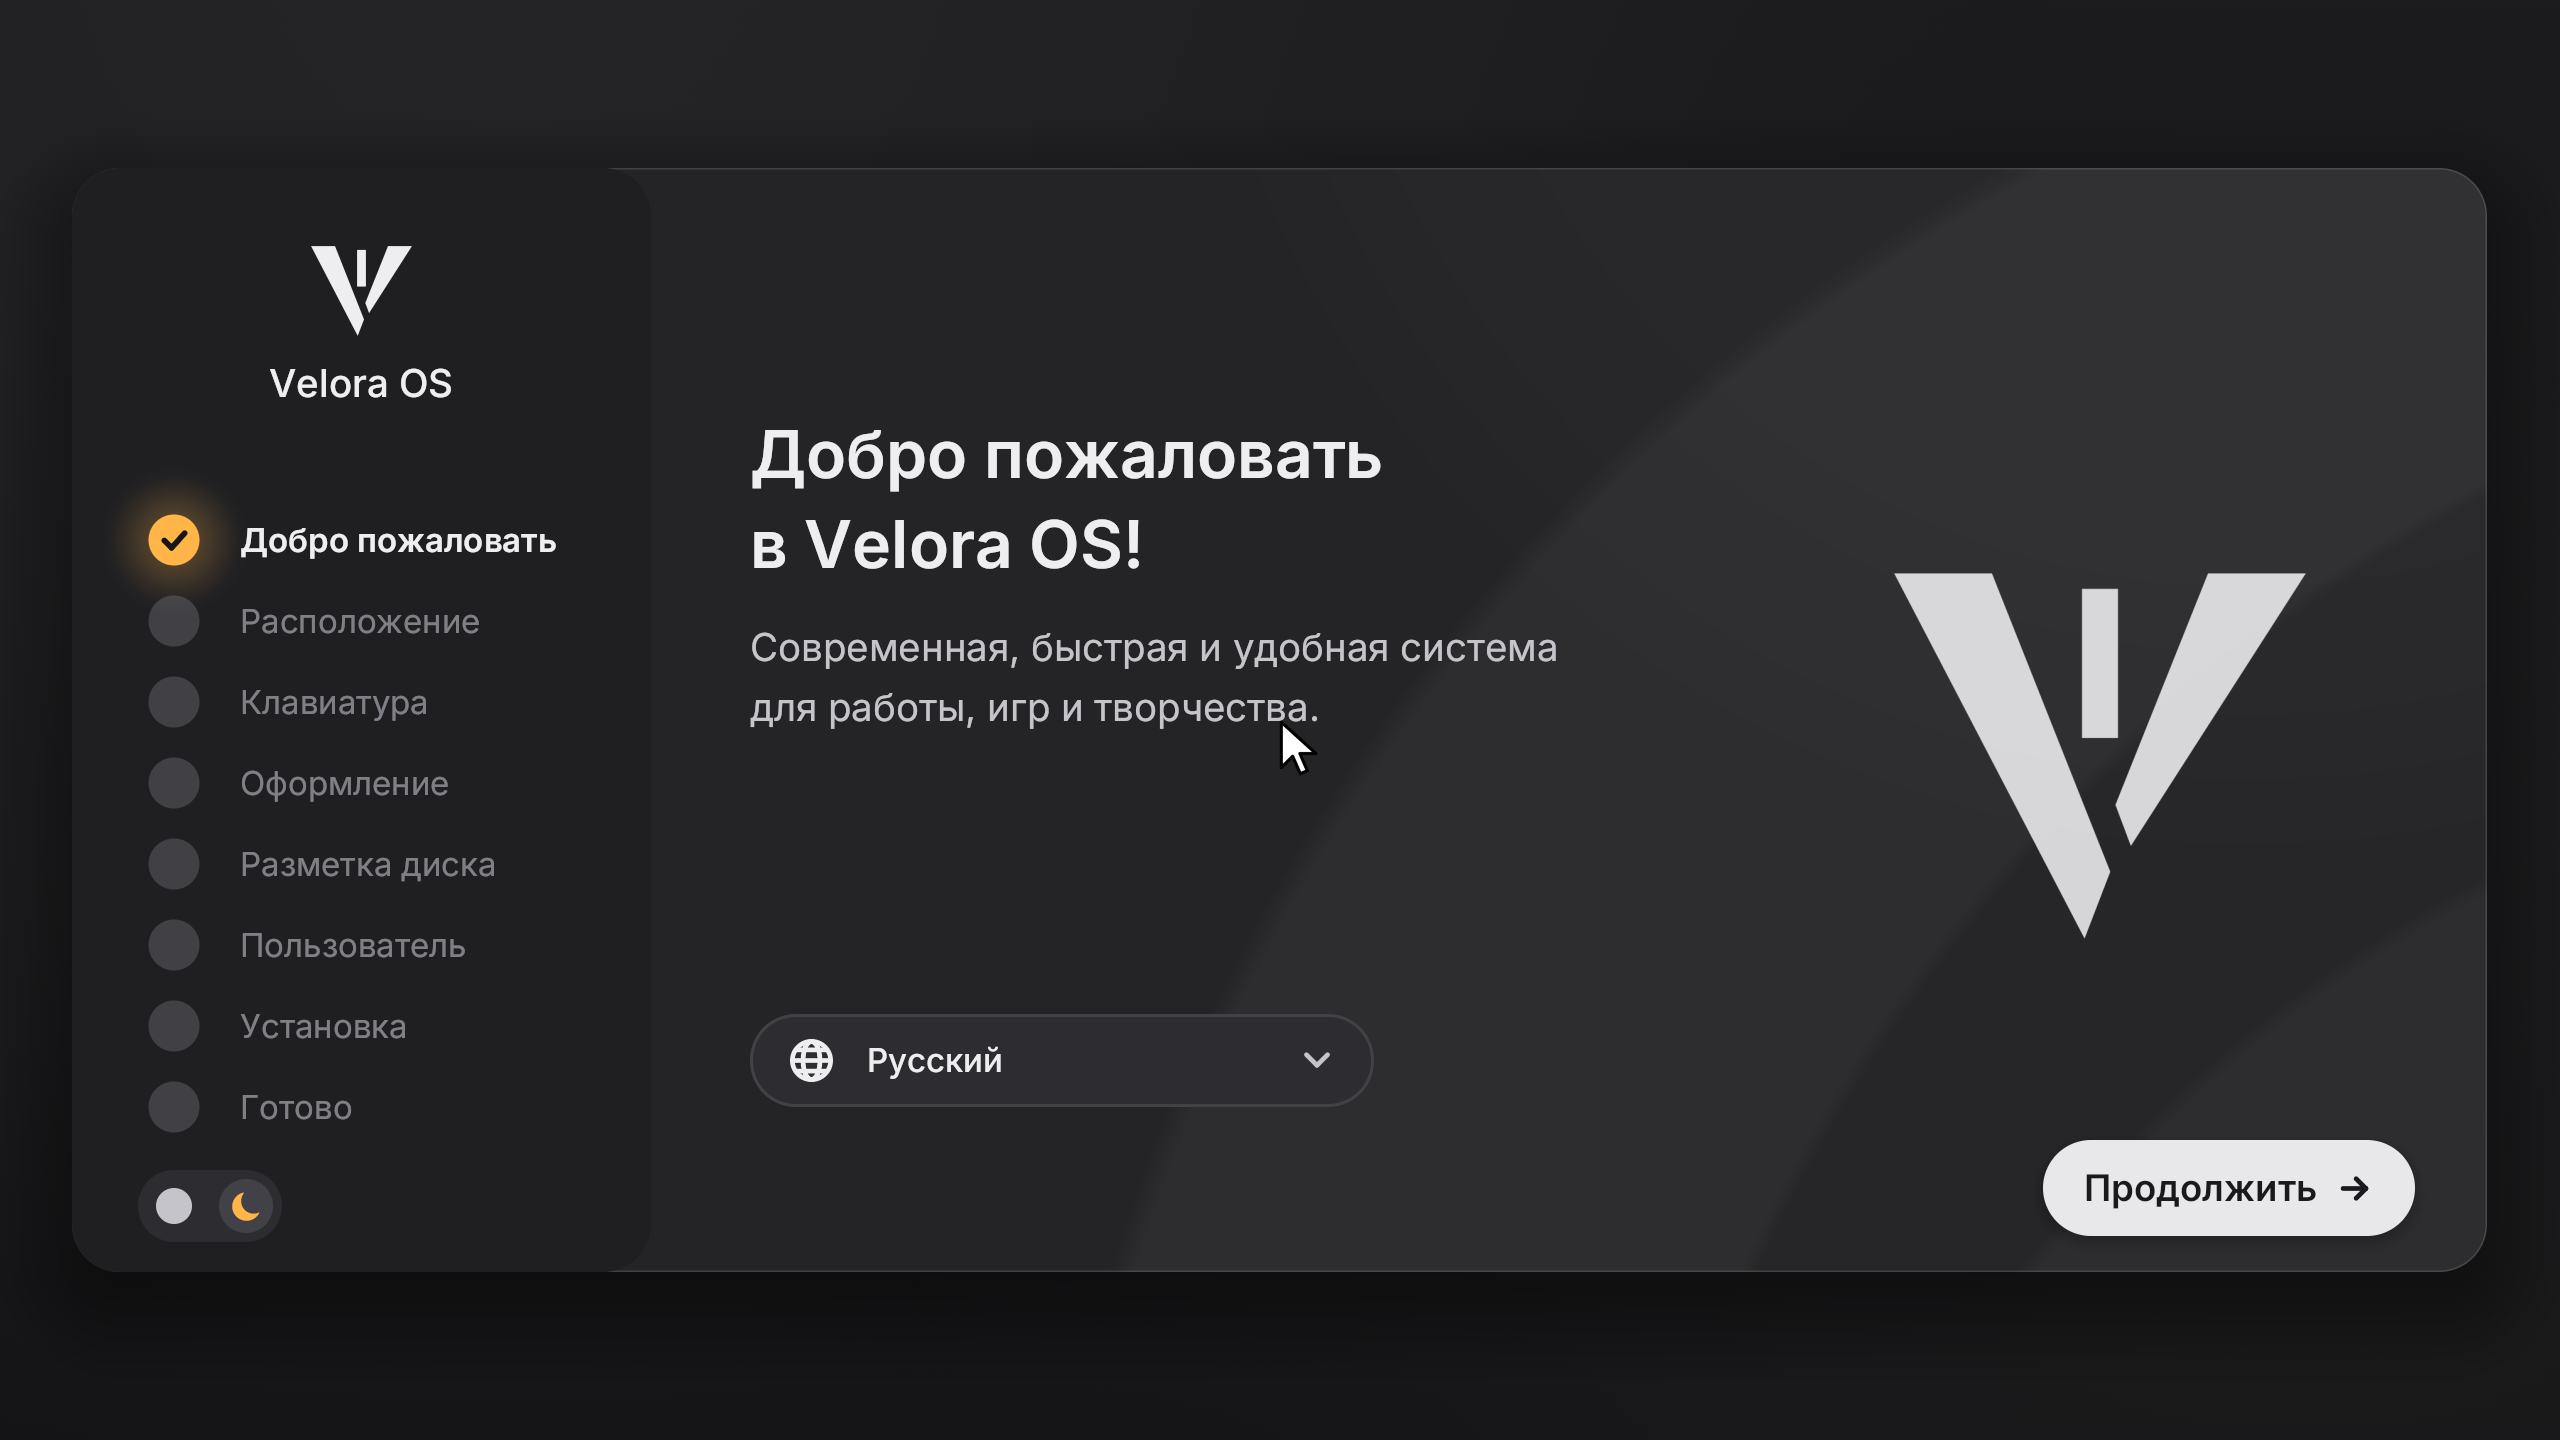 Velora OS
Добро пожаловать
Расположение
Клавиатура
Оформление
Разметка диска
Пользователь
Установка
Готово
Добро пожаловать
в Velora OS!
Современная, быстрая и удобная система
для работы, игр и творчества.
Русский
Продолжить